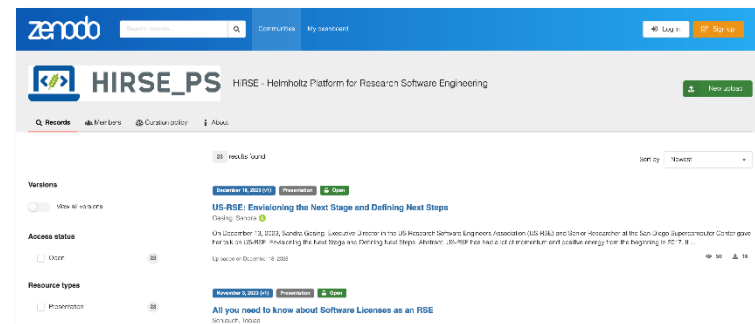 zenodo
Search records...
Communities
My dashboard
Log in
Sign up
HIRSE_PS
HiRSE - Helmholtz Platform for Research Software Engineering
New upload
Records
Members
Curation policy
About
23 results found
Sort by
Newest
Versions
View all versions
Access status
Open 23
Resource types
Presentation 23
December 18, 2023 (v1) Presentation Open
US-RSE: Envisioning the Next Stage and Defining Next Steps
Gesing, Sandra
On December 13, 2023, Sandra Gesing, Executive Director in the US Research Software Engineers Association (US-RSE) and Senior Researcher at the San Diego Supercomputer Center gave
her talk on US-RSE: Envisioning the Next Stage and Defining Next Steps. Abstract: US-RSE has had a lot of momentum and positive energy from the beginning in 2017. It ...
Uploaded on December 18, 2023
50 18
November 3, 2023 (v1) Presentation Open
All you need to know about Software Licenses as an RSE
Schlauch, Tobias